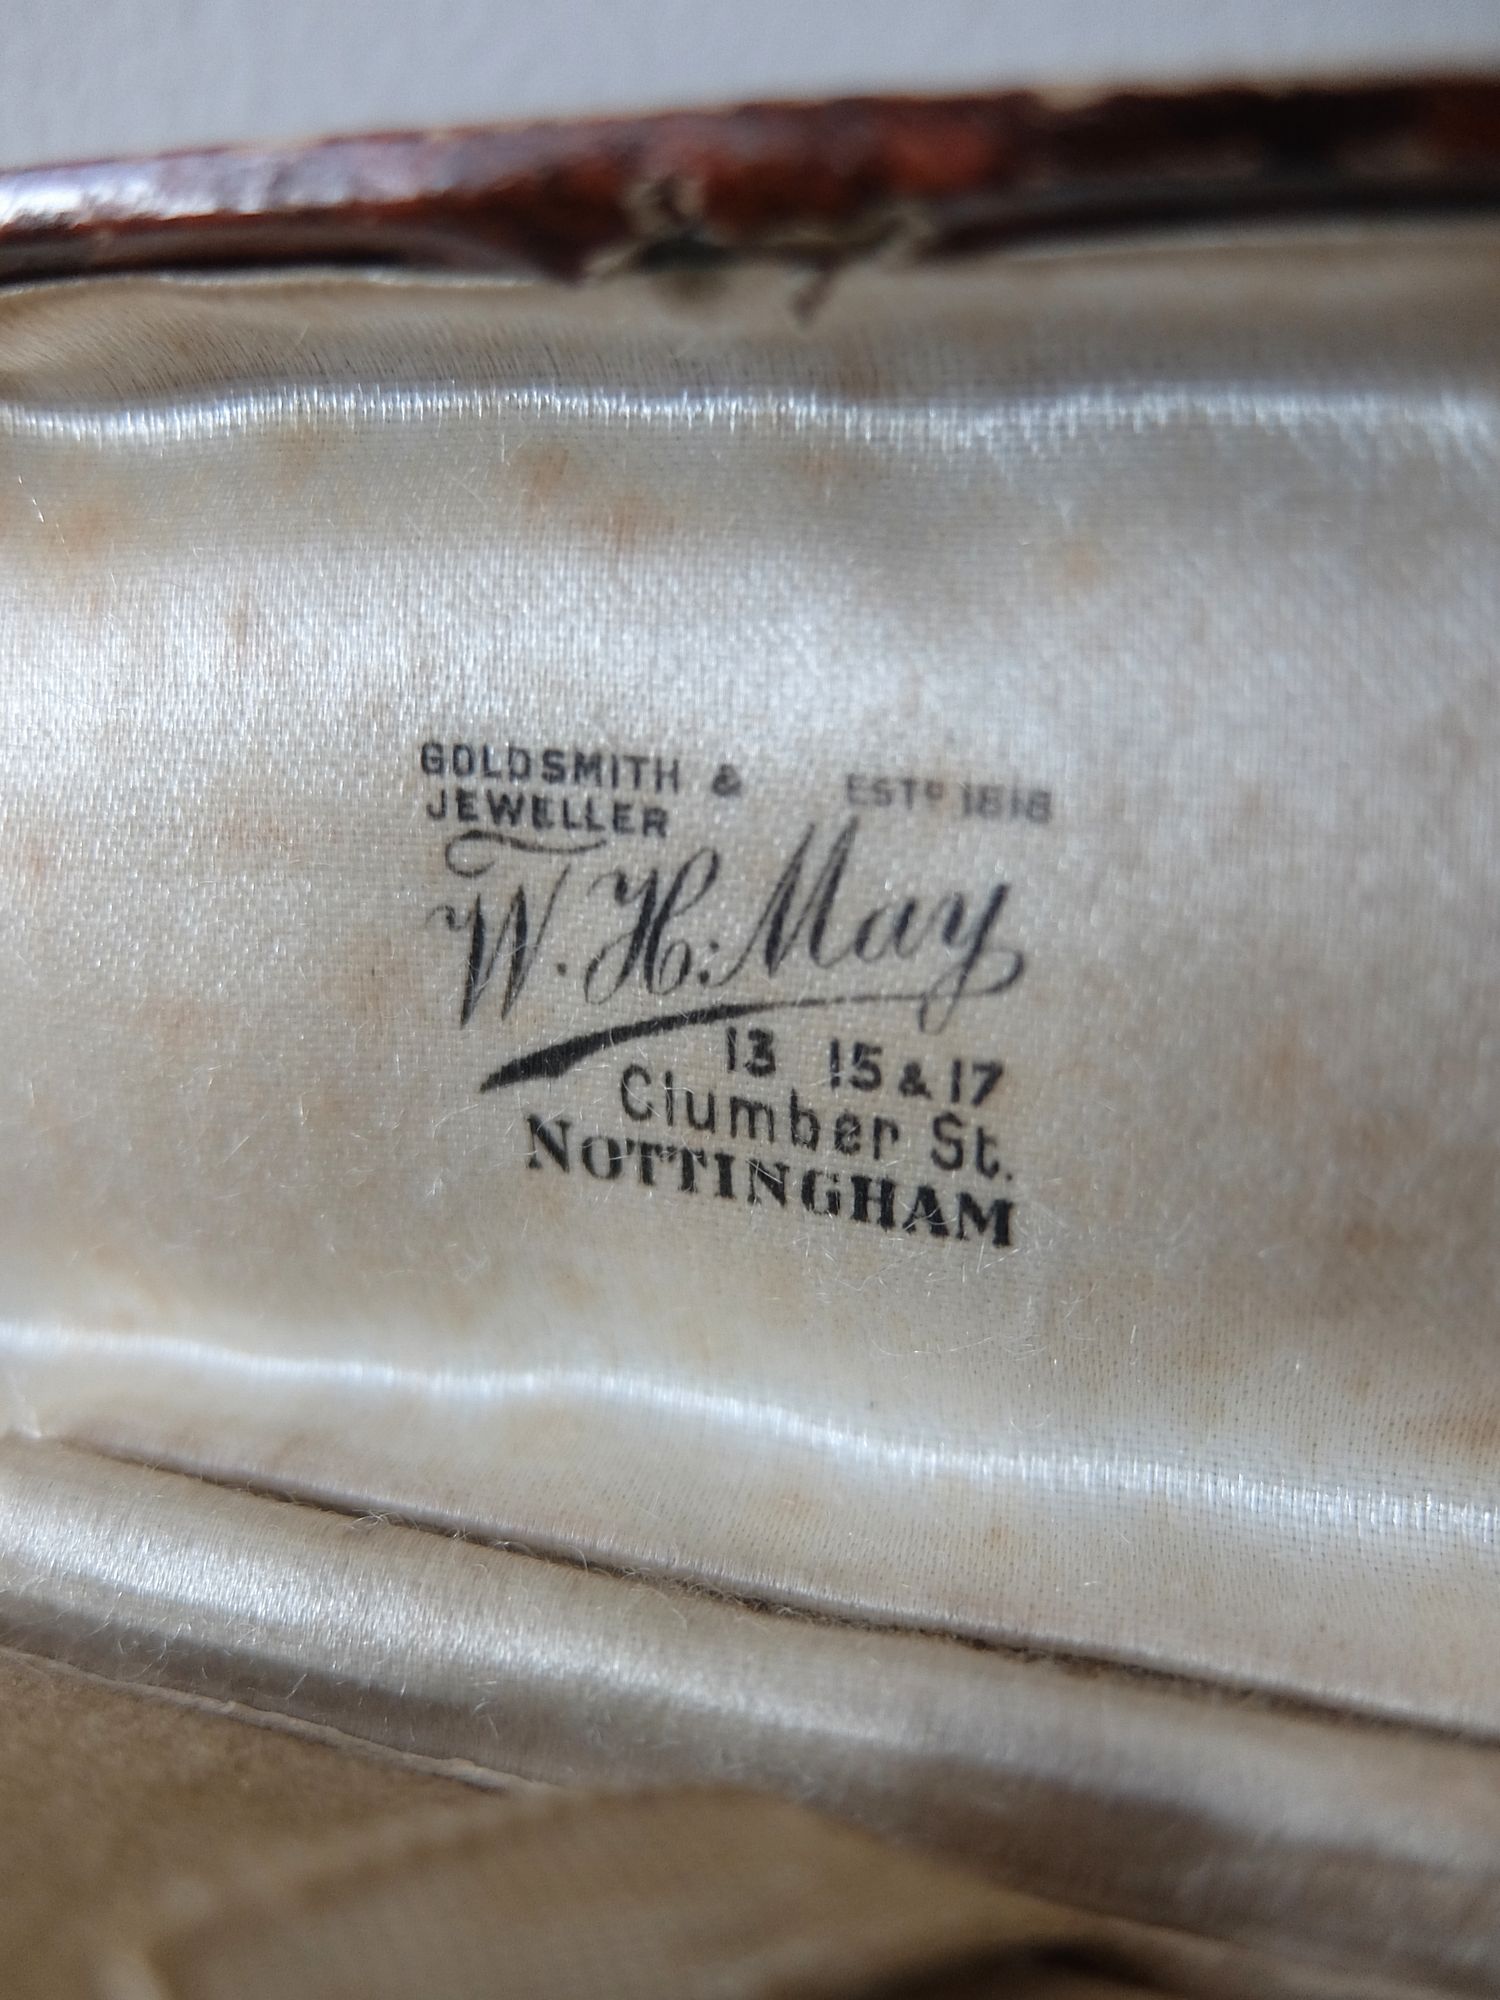 GOLDSMITH & ESTD 1818
JEWELLER
W. H. May
13 15 & 17
Clumber St.
NOTTINGHAM